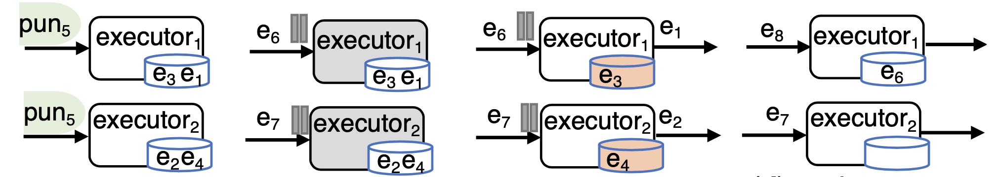 pun₅
executor₁
e₃ e₁
e₆
executor₁
e₃ e₁
e₆
executor₁
e₁
e₃
e₈
executor₁
e₆
pun₅
executor₂
e₂e₄
e₇
executor₂
e₂e₄
e₇
executor₂
e₂
e₄
e₇
executor₂